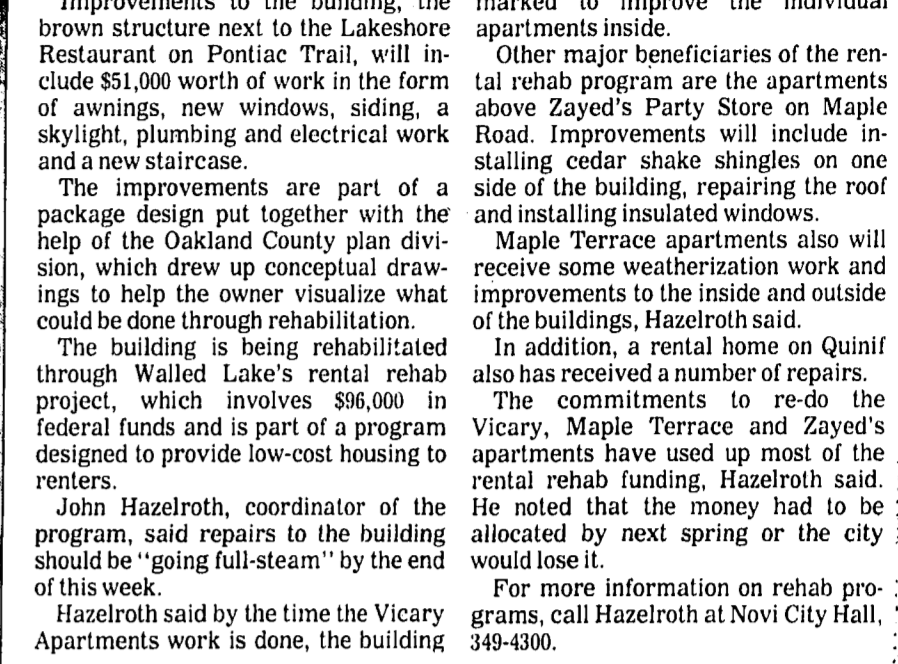 Improvements to the building, the
brown structure next to the Lakeshore
Restaurant on Pontiac Trail, will in-
clude $51,000 worth of work in the form
of awnings, new windows, siding, a
skylight, plumbing and electrical work
and a new staircase.
The improvements are part of a
package design put together with the
help of the Oakland County plan divi-
sion, which drew up conceptual draw-
ings to help the owner visualize what
could be done through rehabilitation.
The building is being rehabilitated
through Walled Lake's rental rehab
project, which involves $96,000 in
federal funds and is part of a program
designed to provide low-cost housing to
renters.
John Hazelroth, coordinator of the
program, said repairs to the building
should be "going full-steam" by the end
of this week.
Hazelroth said by the time the Vicary
Apartments work is done, the building
marked to improve the individual
apartments inside.
Other major beneficiaries of the ren-
tal rehab program are the apartments
above Zayed's Party Store on Maple
Road. Improvements will include in-
stalling cedar shake shingles on one
side of the building, repairing the roof
and installing insulated windows.
Maple Terrace apartments also will
receive some weatherization work and
improvements to the inside and outside
of the buildings, Hazelroth said.
In addition, a rental home on Quinif
also has received a number of repairs.
The commitments to re-do the
Vicary, Maple Terrace and Zayed's
apartments have used up most of the
rental rehab funding, Hazelroth said.
He noted that the money had to be
allocated by next spring or the city
would lose it.
For more information on rehab pro-
grams, call Hazelroth at Novi City Hall,
349-4300.